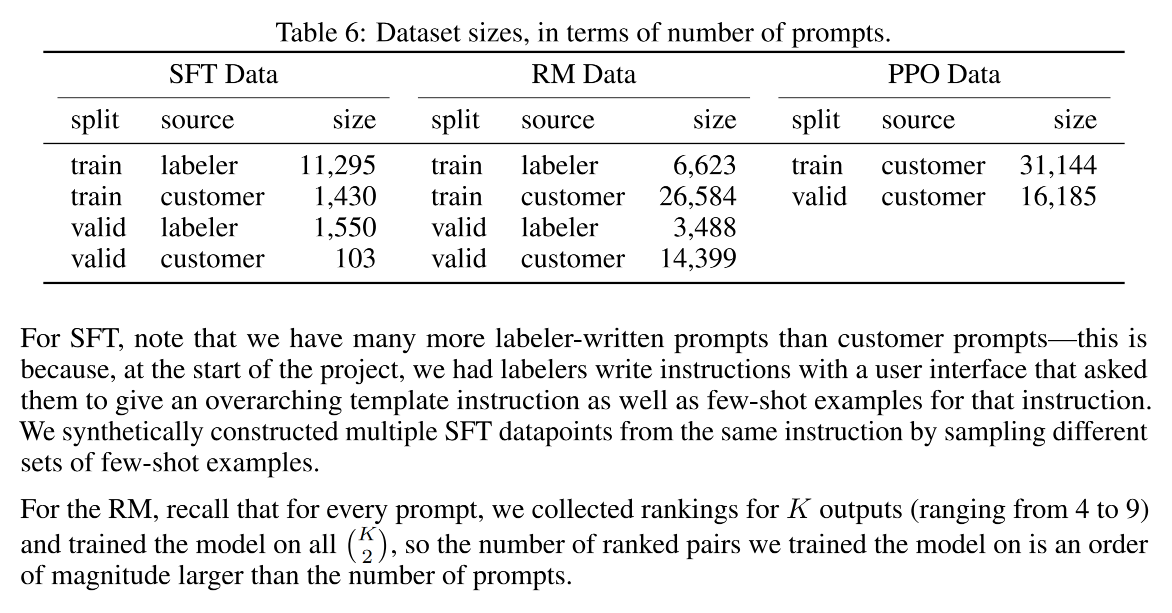 Table 6: Dataset sizes, in terms of number of prompts.
SFT Data RM Data PPO Data
split source size split source size split source size
train labeler 11,295 train labeler 6,623 train customer 31,144
train customer 1,430 train customer 26,584 valid customer 16,185
valid labeler 1,550 valid labeler 3,488
valid customer 103 valid customer 14,399
For SFT, note that we have many more labeler-written prompts than customer prompts—this is
because, at the start of the project, we had labelers write instructions with a user interface that asked
them to give an overarching template instruction as well as few-shot examples for that instruction.
We synthetically constructed multiple SFT datapoints from the same instruction by sampling different
sets of few-shot examples.
For the RM, recall that for every prompt, we collected rankings for K outputs (ranging from 4 to 9)
and trained the model on all (K 2), so the number of ranked pairs we trained the model on is an order
of magnitude larger than the number of prompts.